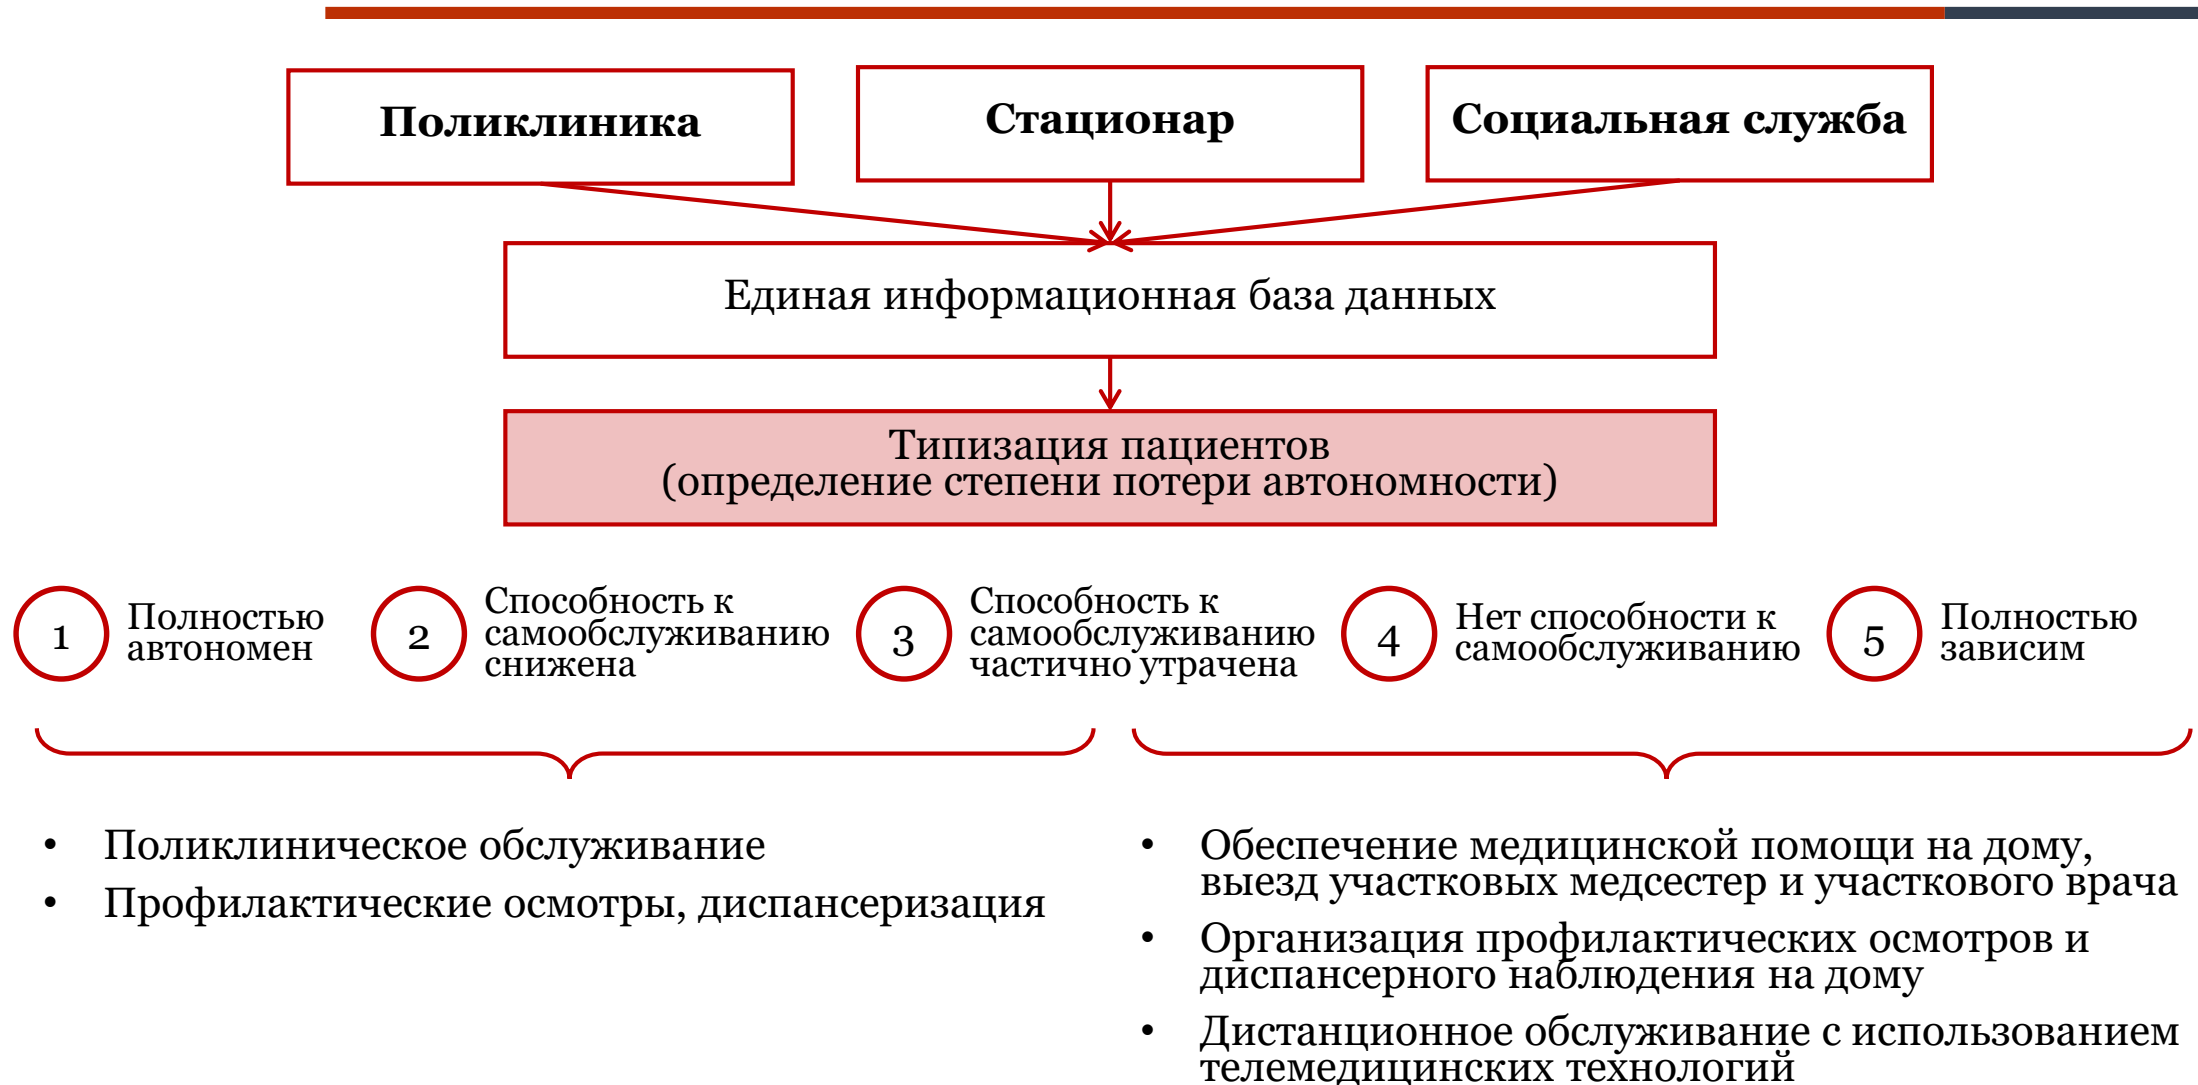 Поликлиника
Стационар
Социальная служба
Единая информационная база данных
Типизация пациентов
(определение степени потери автономности)
1
Полностью
автономен
2
Способность к
самообслуживанию
снижена
3
Способность к
самообслуживанию
частично утрачена
4
Нет способности к
самообслуживанию
5
Полностью
зависим
• Поликлиническое обслуживание
• Профилактические осмотры, диспансеризация
• Обеспечение медицинской помощи на дому,
выезд участковых медсестер и участкового врача
• Организация профилактических осмотров и
диспансерного наблюдения на дому
• Дистанционное обслуживание с использованием
телемедицинских технологий